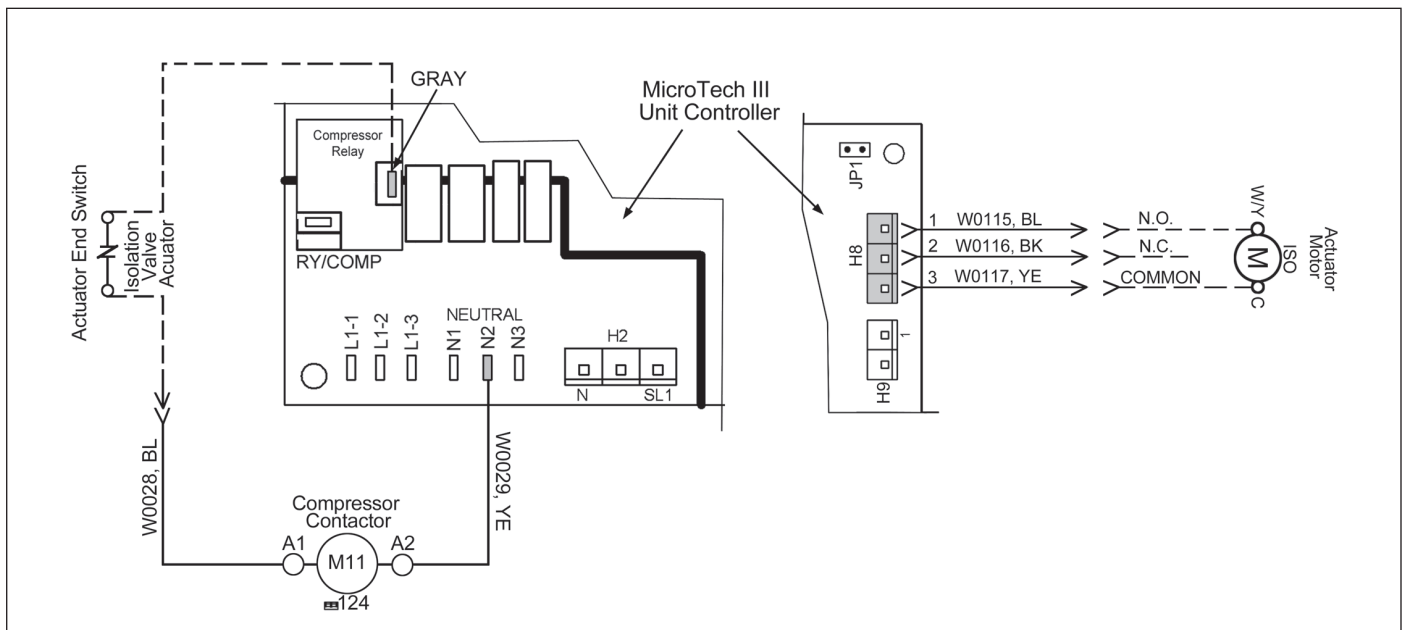 GRAY
MicroTech III
Unit Controller
Compressor
Relay
RY/COMP
Actuator End Switch
Isolation
Valve
Acuator
L1-1
L1-2
L1-3
NEUTRAL
N1
N2
N3
H2
N
SL1
W0028, BL
W0029, YE
Compressor
Contactor
A1
M11
A2
124
JP1
H8
1 W0115, BL N.O.
2 W0116, BK N.C.
3 W0117, YE COMMON
1
H9
W/Y
M
ISO
C
Actuator
Motor